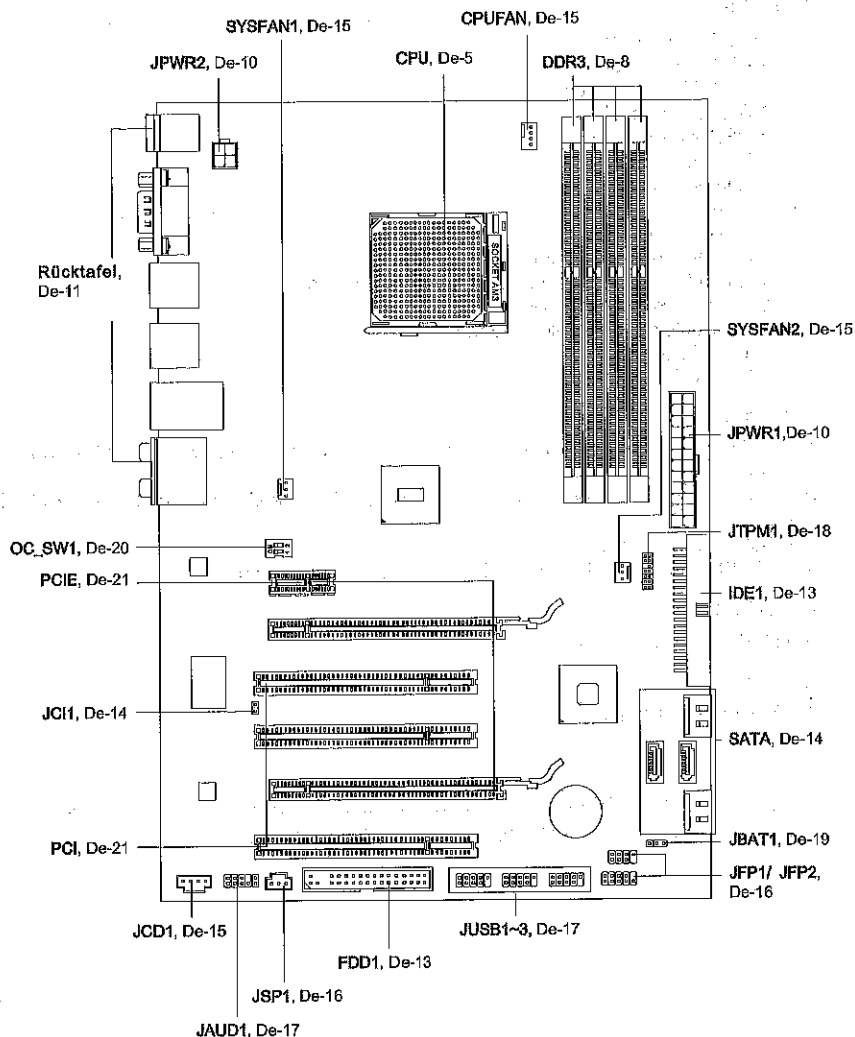 SYSFAN1, De-15
CPUFAN, De-15
JPWR2, De-10
CPU, De-5
DDR3, De-8
SOCKET AM3
Rücktafel,
De-11
SYSFAN2, De-15
JPWR1,De-10
OC_SW1, De-20
JTPM1, De-18
PCIE, De-21
IDE1, De-13
JCI1, De-14
SATA, De-14
PCI, De-21
JBAT1, De-19
JFP1/ JFP2,
De-16
JCD1, De-15
JUSB1~3, De-17
FDD1, De-13
JSP1, De-16
JAUD1, De-17